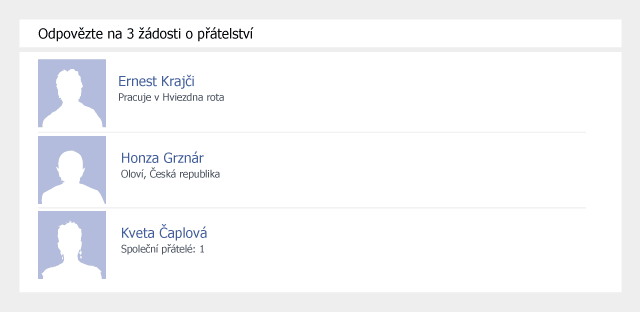 Odpovězte na 3 žádosti o přátelství
Ernest Krajči
Pracuje v Hviezdna rota
Honza Grznár
Oloví, Česká republika
Kveta Čaplová
Společní přátelé: 1